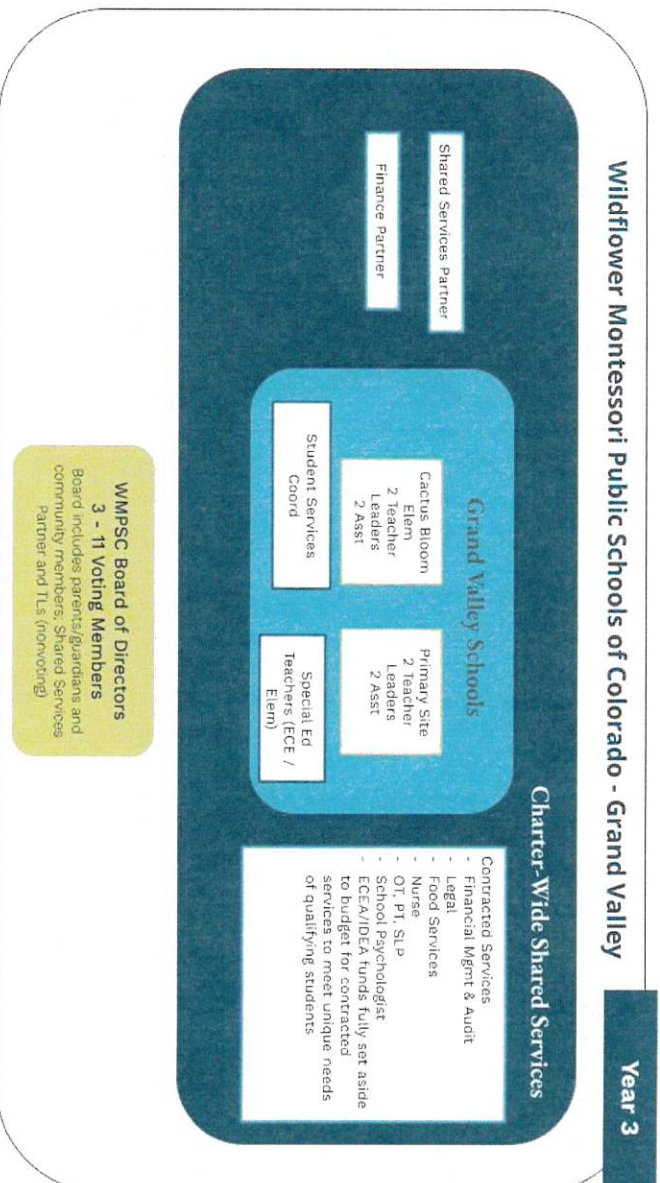 Wildflower Montessori Public Schools of Colorado - Grand Valley
Year 3
Charter-Wide Shared Services
Shared Services Partner
Finance Partner
Grand Valley Schools
Cactus Bloom
Elem
2 Teacher
Leaders
2 Asst
Primary Site
2 Teacher
Leaders
2 Asst
Student Services
Coord
Special Ed
Teachers (ECE /
Elem)
Contracted Services
- Financial Mgmt & Audit
- Legal
- Food Services
- Nurse
- OT, PT, SLP
- School Psychologist
- ECEA/IDEA funds fully set aside
to budget for contracted
services to meet unique needs
of qualifying students
WMPSC Board of Directors
3 - 11 Voting Members
Board includes parents/guardians and
community members; Shared Services
Partner and TLs (nonvoting)